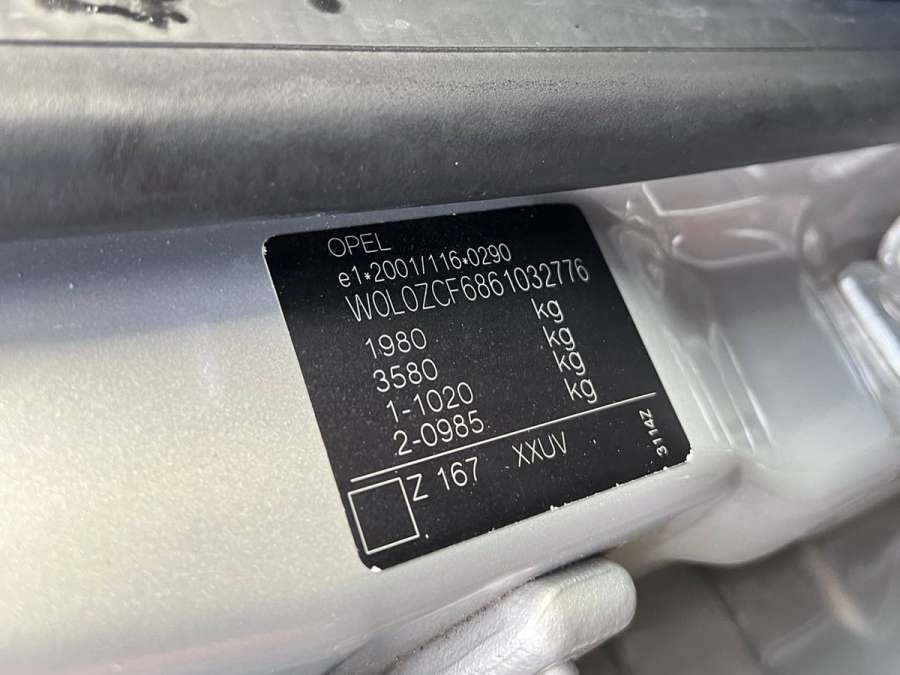 OPEL
e1*2001/116*0290
W0L0ZCF6861032776
1980 kg
3580 kg
1-1020 kg
2-0985 kg
Z 167 XXUV
3114Z